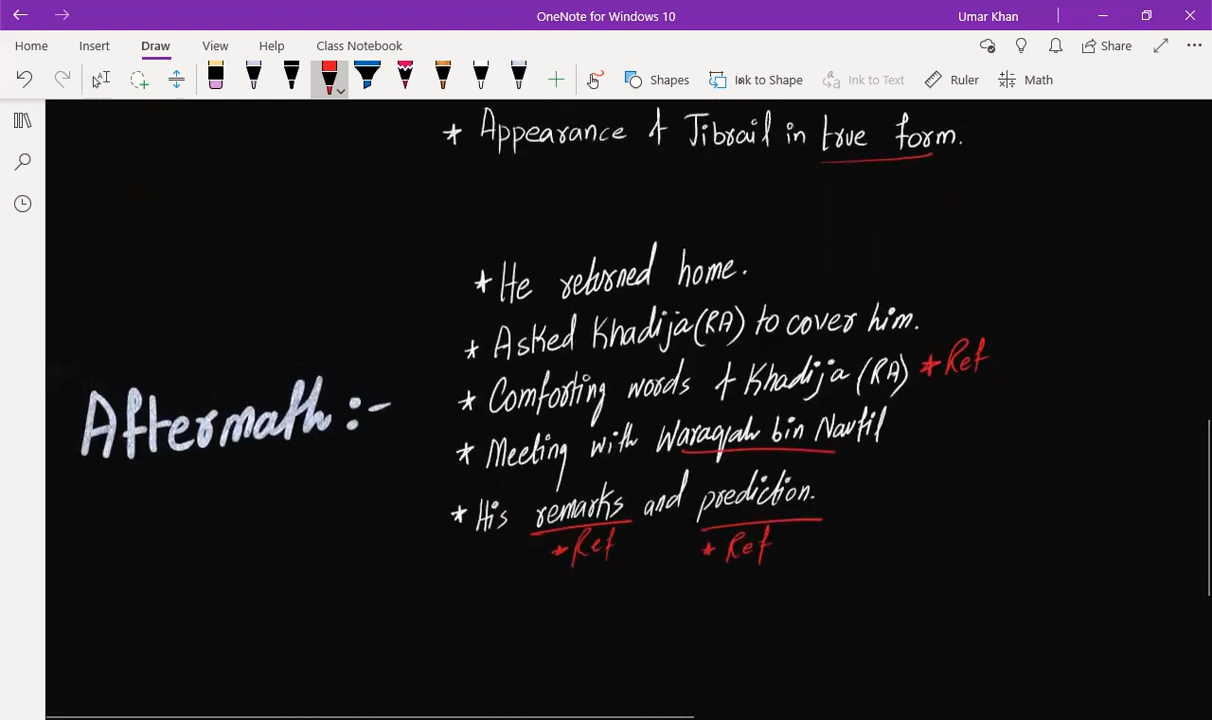 OneNote for Windows 10
Umar Khan
Home Insert Draw View Help Class Notebook
Share
Shapes Ink to Shape Ink to Text Ruler Math
* Appearance of Jibrail in true form.
* He returned home.
* Asked Khadija(RA) to cover him.
* Comforting words of Khadija (RA) * Ref
Aftermath :-
* Meeting with Waraqah bin Naufil
* His remarks and prediction.
* Ref * Ref